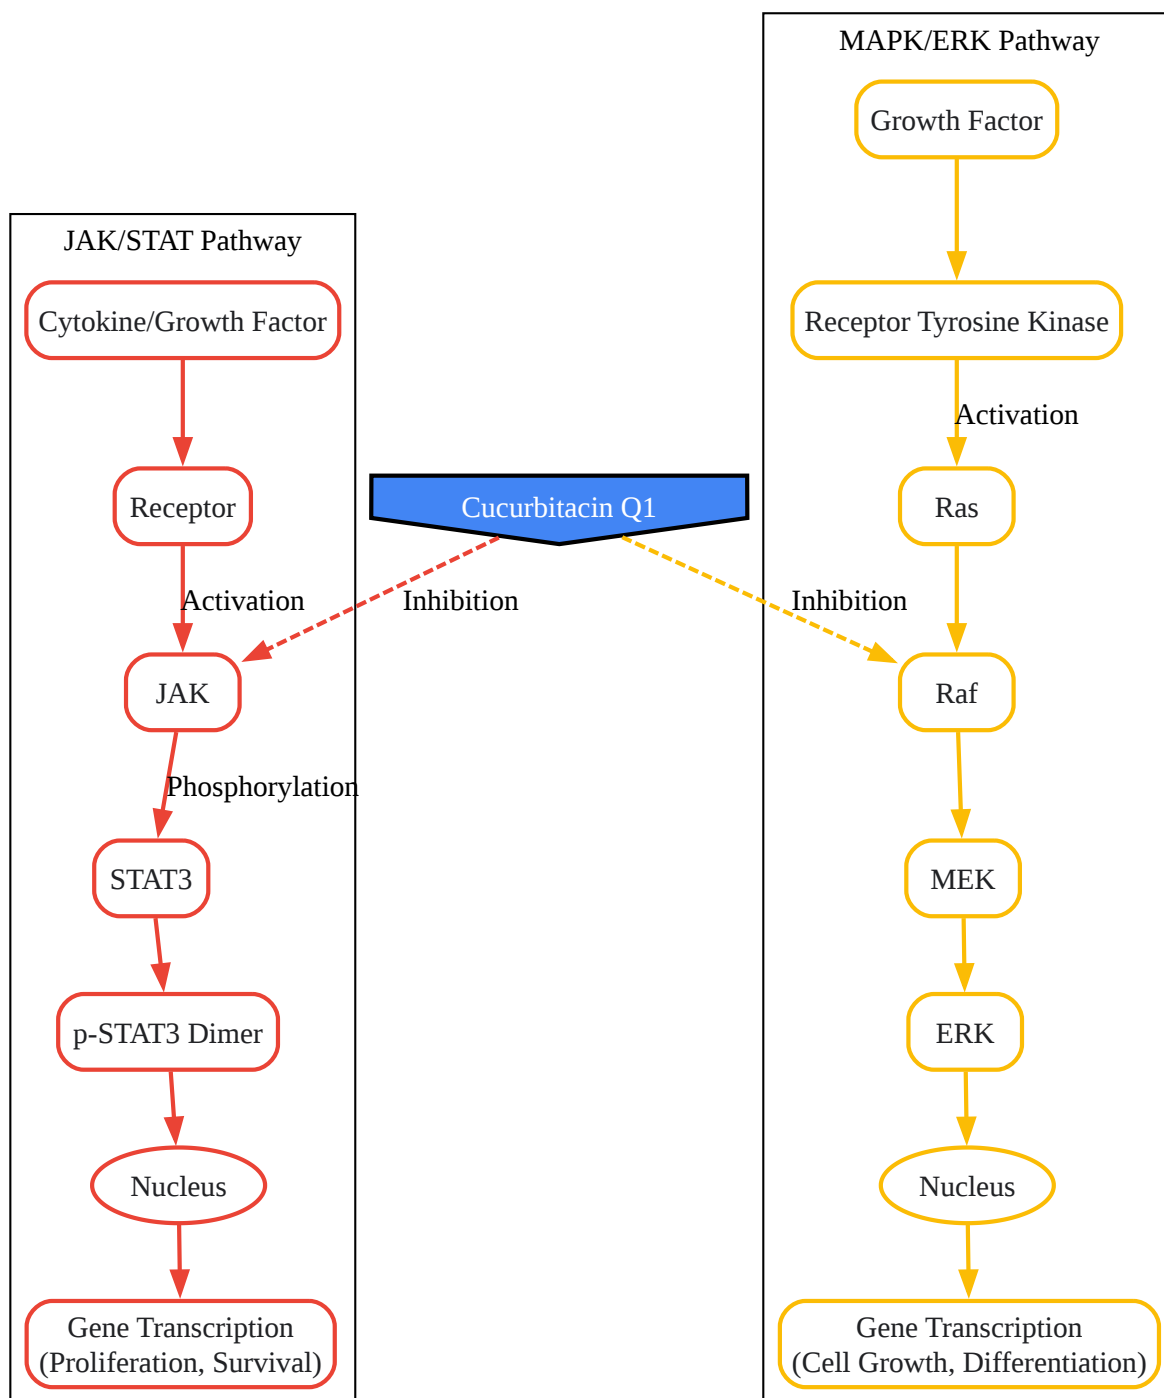 JAK/STAT Pathway
Cytokine/Growth Factor
Receptor
Activation
JAK
Phosphorylation
STAT3
p-STAT3 Dimer
Nucleus
Gene Transcription
(Proliferation, Survival)
Cucurbitacin Q1
Inhibition
Inhibition
MAPK/ERK Pathway
Growth Factor
Receptor Tyrosine Kinase
Activation
Ras
Raf
MEK
ERK
Nucleus
Gene Transcription
(Cell Growth, Differentiation)